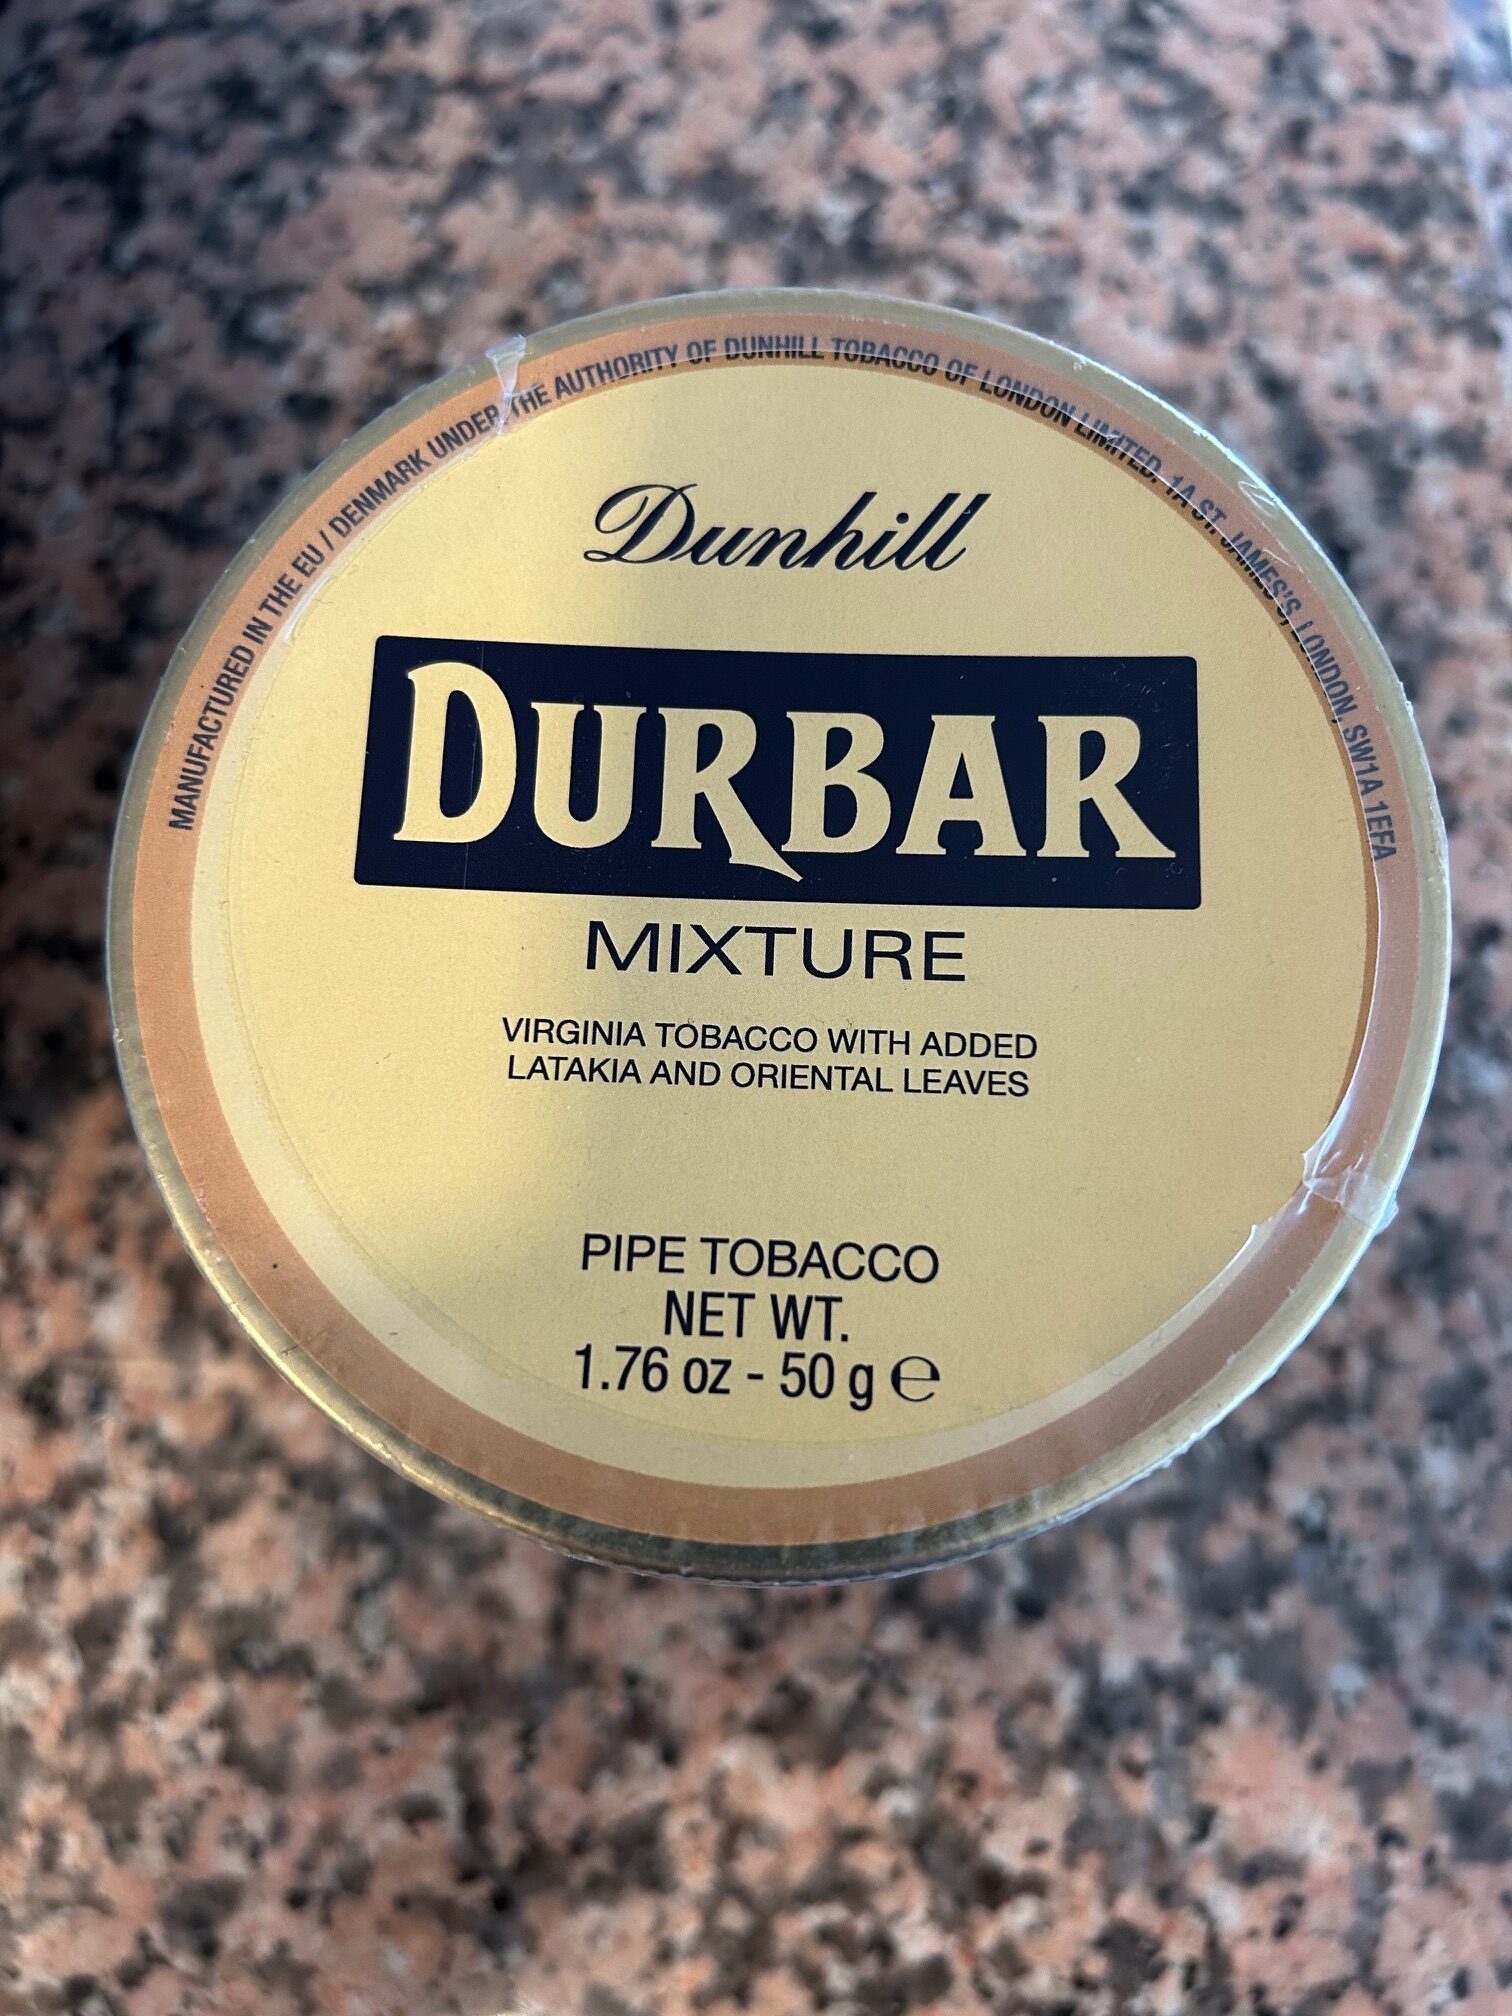 MANUFACTURED IN THE EU / DENMARK UNDER THE AUTHORITY OF DUNHILL TOBACCO OF LONDON LIMITED, 1A ST. JAMES'S, LONDON, SW1A 1EFA
Dunhill
DURBAR
MIXTURE
VIRGINIA TOBACCO WITH ADDED
LATAKIA AND ORIENTAL LEAVES
PIPE TOBACCO
NET WT.
1.76 oz - 50 g ℮